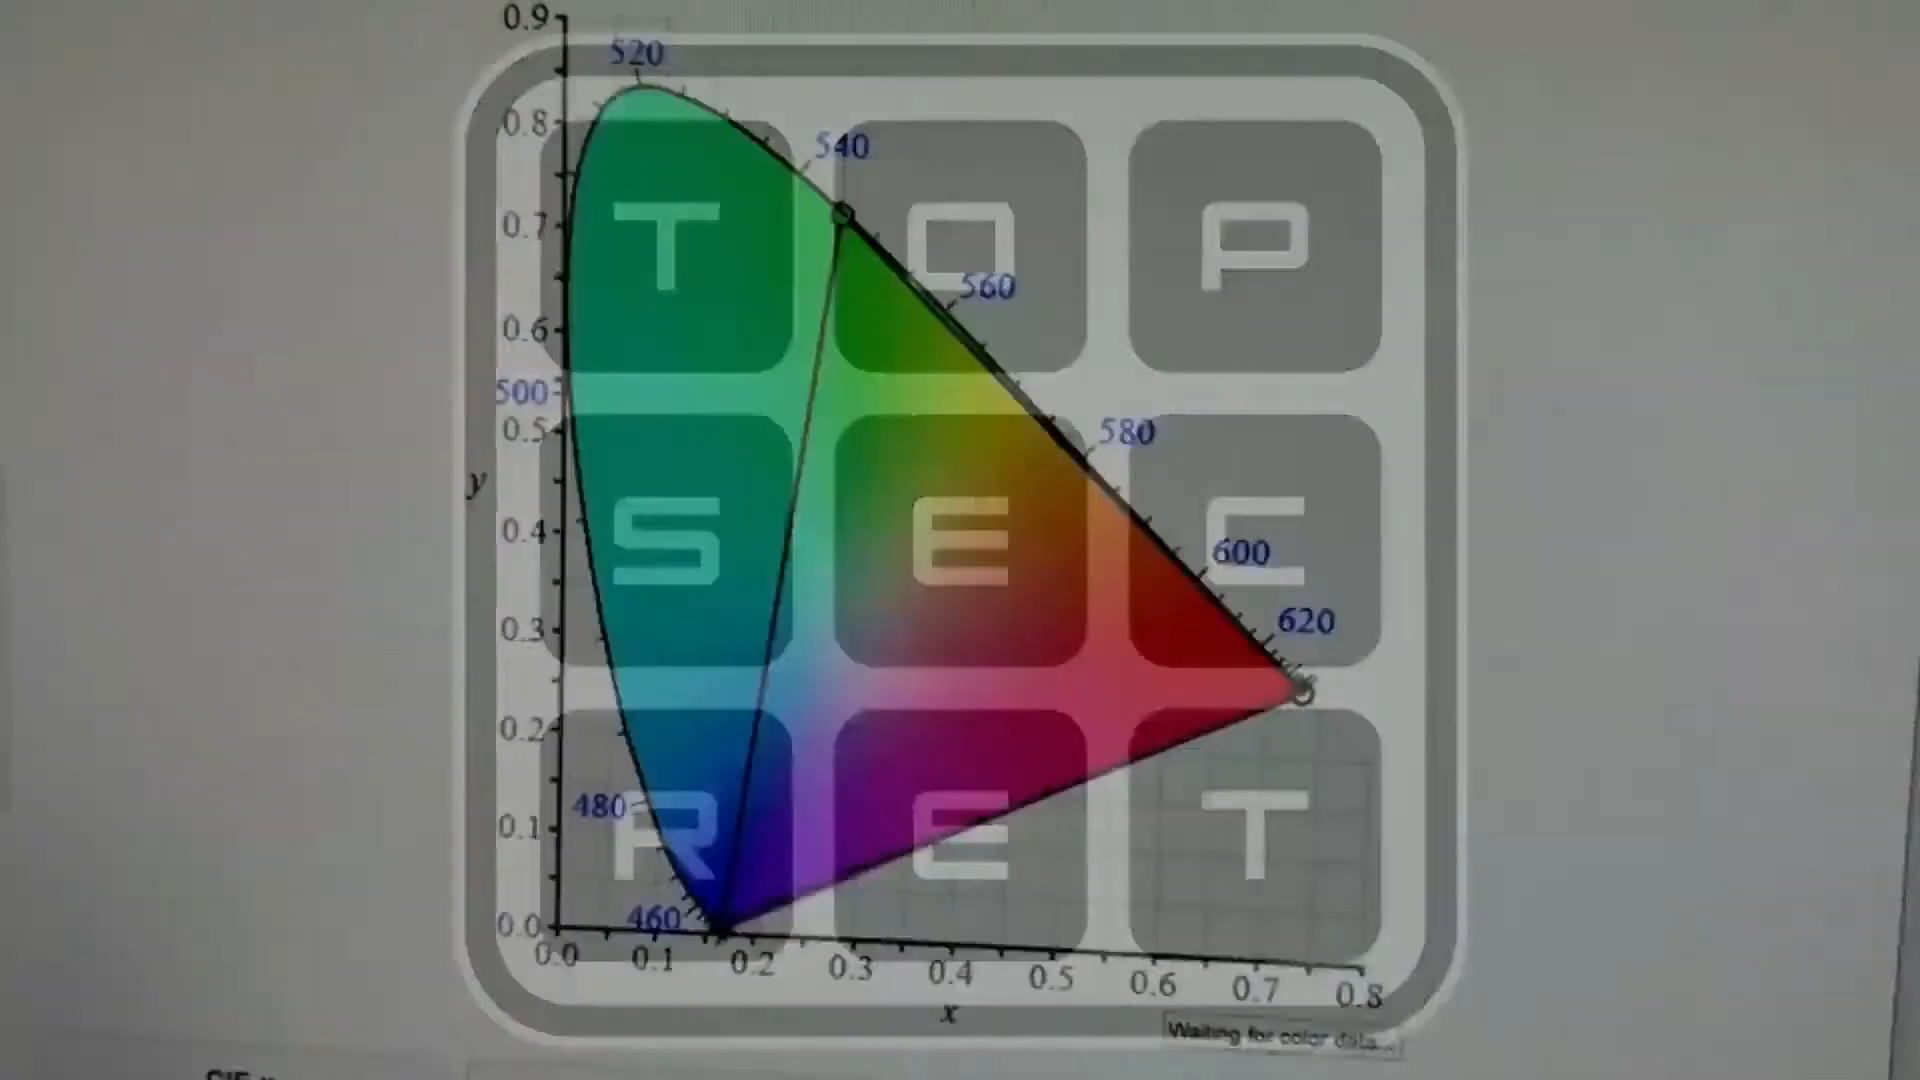 0.9
520
0.8
540
T O P
0.7
560
0.6
500
580
0.5
y
S E C
0.4
600
620
0.3
0.2
480
R E T
0.1
460
0.0
0.0 0.1 0.2 0.3 0.4 0.5 0.6 0.7 0.8
x
Waiting for color data...